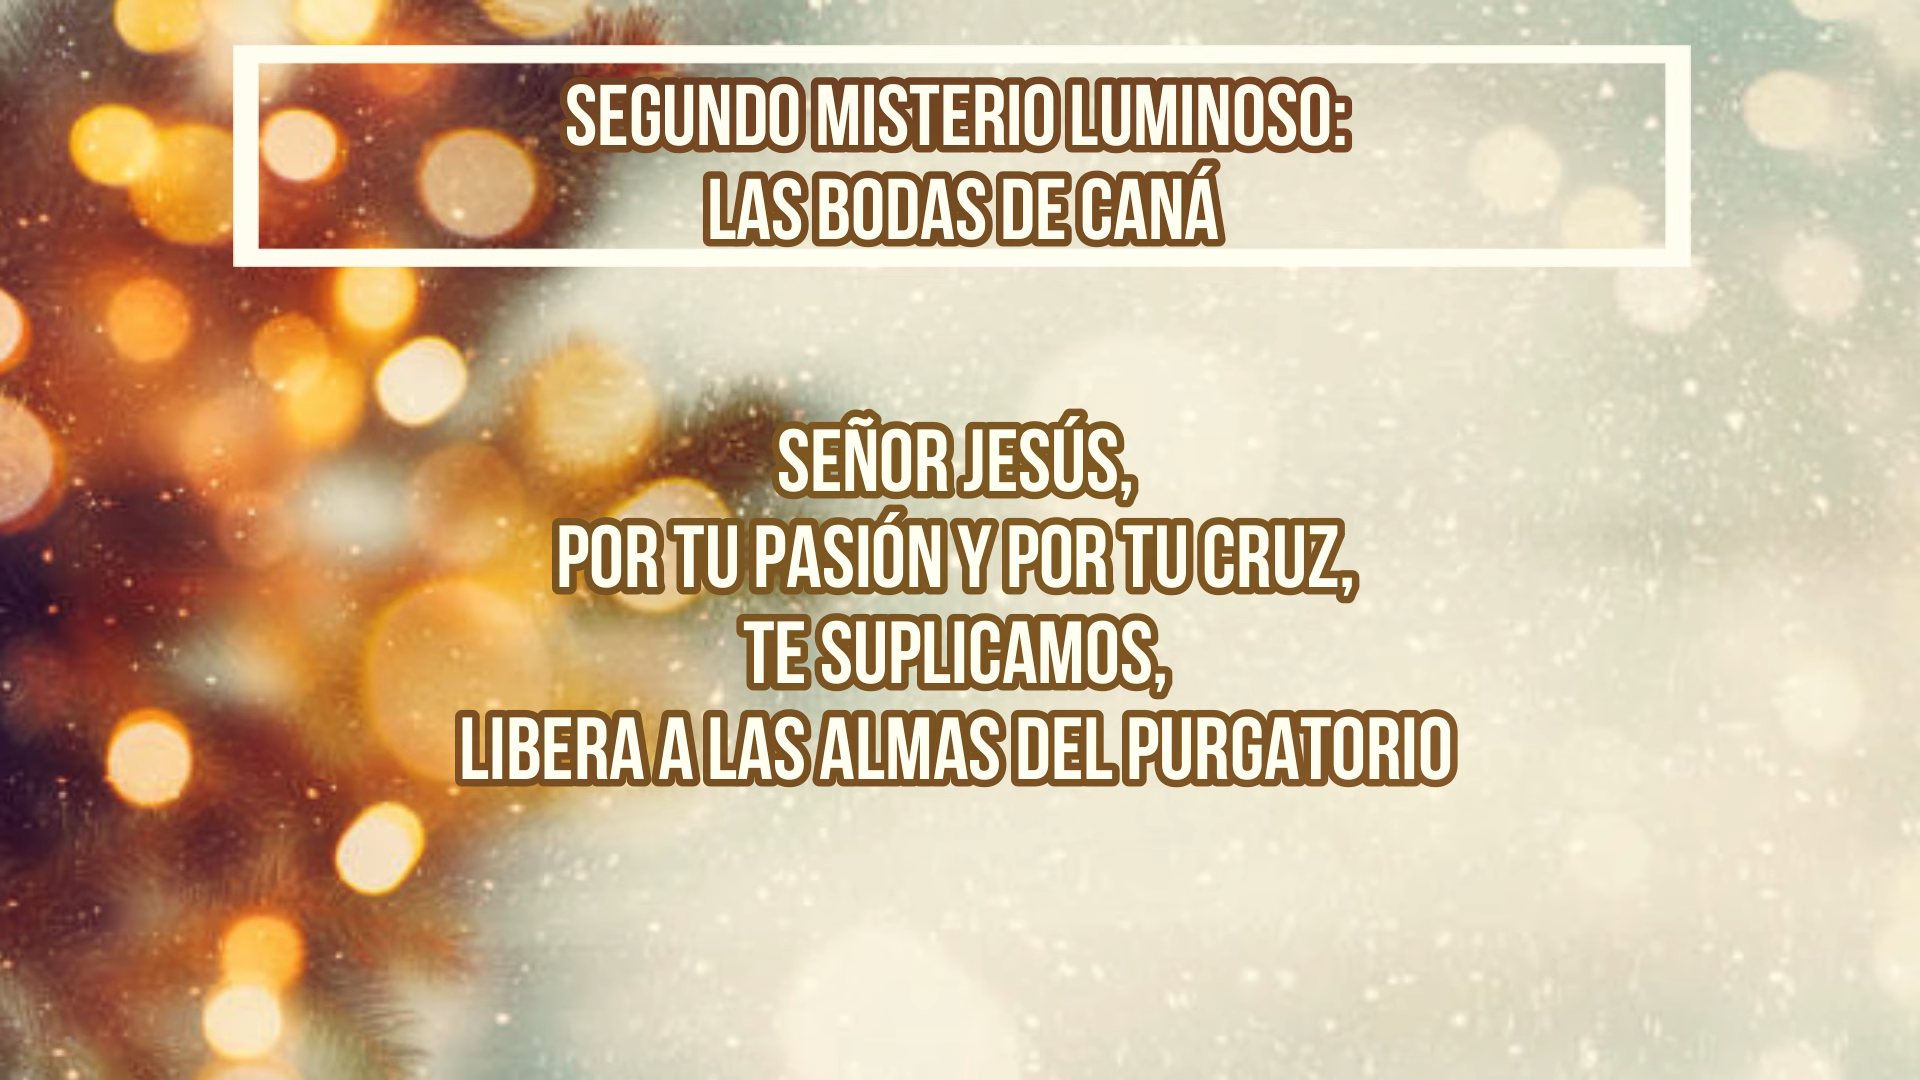 SEGUNDO MISTERIO LUMINOSO:
LAS BODAS DE CANÁ
SEÑOR JESÚS,
POR TU PASIÓN Y POR TU CRUZ,
TE SUPLICAMOS,
LIBERA A LAS ALMAS DEL PURGATORIO